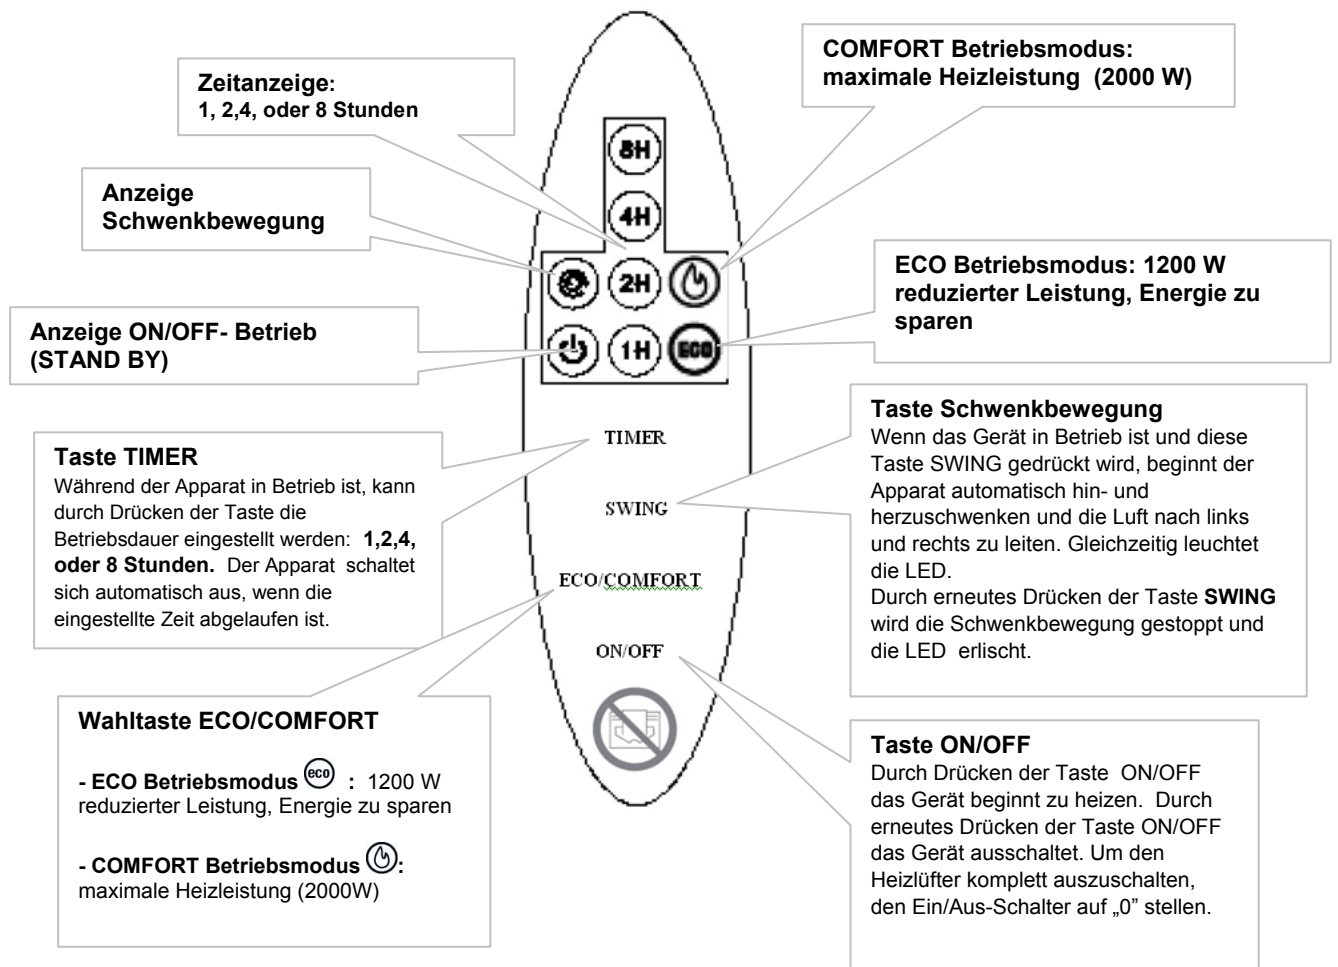 COMFORT Betriebsmodus:
maximale Heizleistung (2000 W)
Zeitanzeige:
1, 2,4, oder 8 Stunden
Anzeige
Schwenkbewegung
ECO Betriebsmodus: 1200 W
reduzierter Leistung, Energie zu
sparen
Anzeige ON/OFF- Betrieb
(STAND BY)
8H
4H
2H
1H
ECO
TIMER
SWING
ECO/COMFORT
ON/OFF
Taste TIMER
Während der Apparat in Betrieb ist, kann
durch Drücken der Taste die
Betriebsdauer eingestellt werden: 1,2,4,
oder 8 Stunden. Der Apparat schaltet
sich automatisch aus, wenn die
eingestellte Zeit abgelaufen ist.
Taste Schwenkbewegung
Wenn das Gerät in Betrieb ist und diese
Taste SWING gedrückt wird, beginnt der
Apparat automatisch hin- und
herzuschwenken und die Luft nach links
und rechts zu leiten. Gleichzeitig leuchtet
die LED.
Durch erneutes Drücken der Taste SWING
wird die Schwenkbewegung gestoppt und
die LED erlischt.
Wahltaste ECO/COMFORT
- ECO Betriebsmodus eco : 1200 W
reduzierter Leistung, Energie zu sparen
- COMFORT Betriebsmodus :
maximale Heizleistung (2000W)
Taste ON/OFF
Durch Drücken der Taste ON/OFF
das Gerät beginnt zu heizen. Durch
erneutes Drücken der Taste ON/OFF
das Gerät ausschaltet. Um den
Heizlüfter komplett auszuschalten,
den Ein/Aus-Schalter auf „0” stellen.